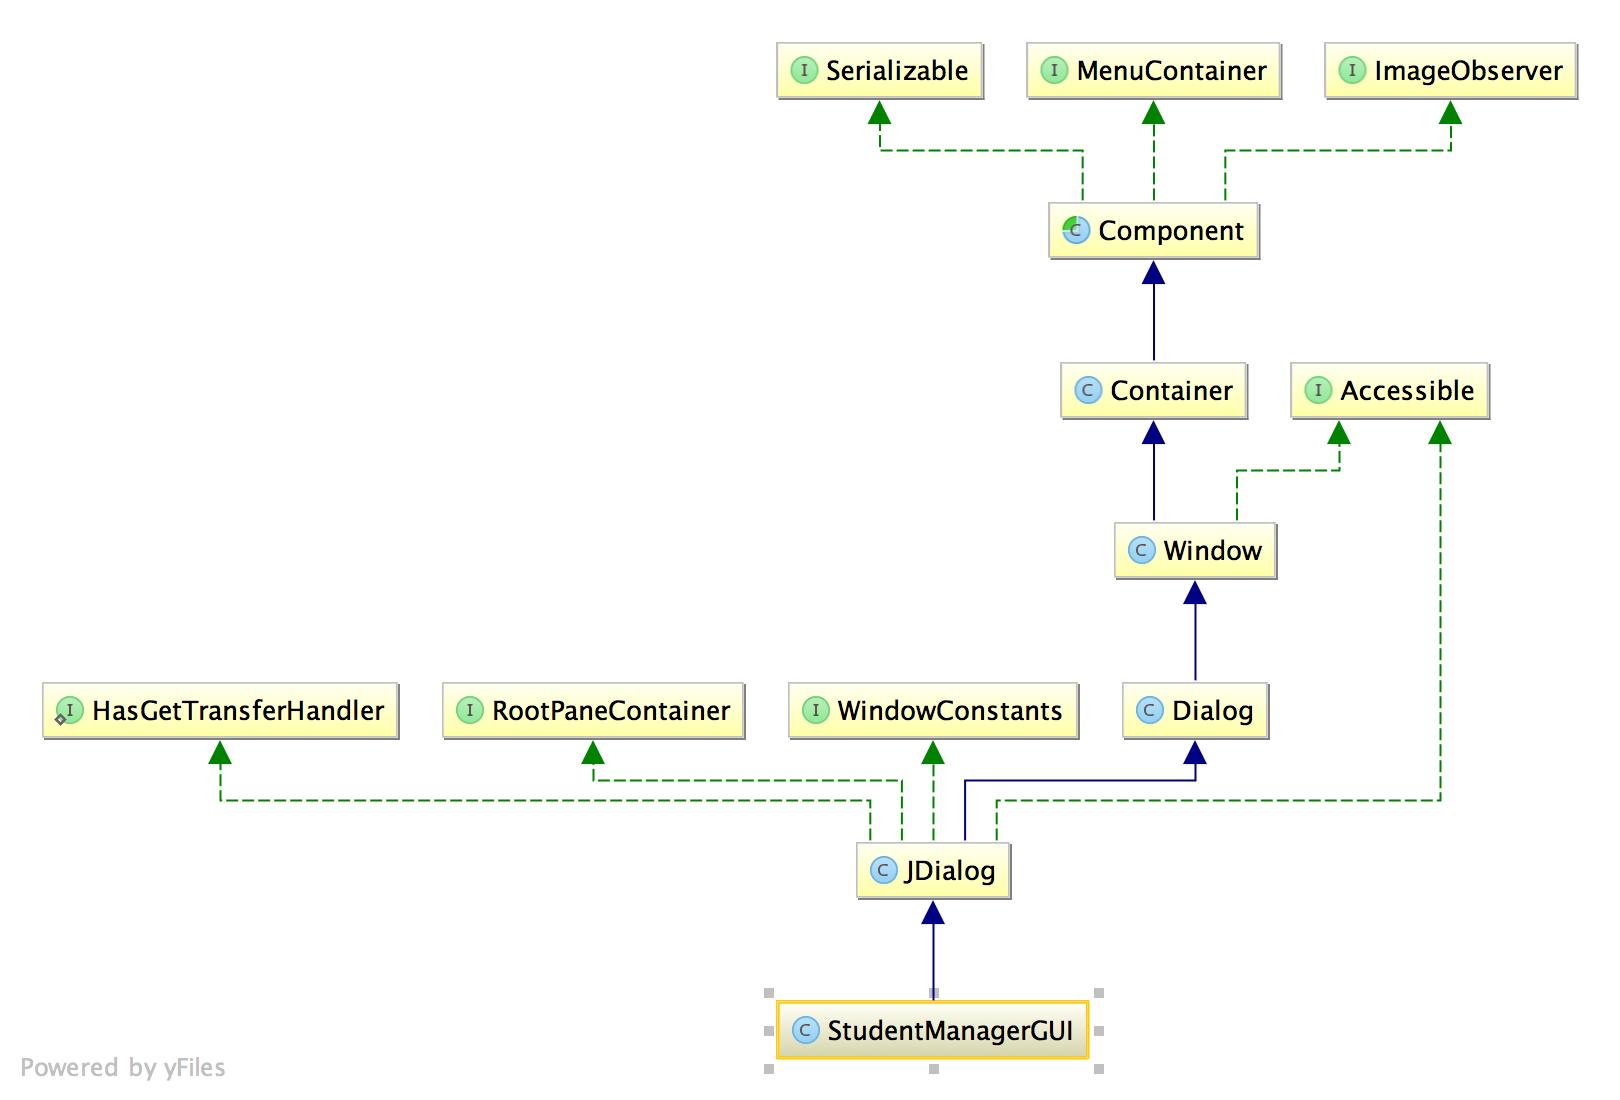 I Serializable
I MenuContainer
I ImageObserver
C Component
C Container
I Accessible
C Window
I HasGetTransferHandler
I RootPaneContainer
I WindowConstants
C Dialog
C JDialog
C StudentManagerGUI
Powered by yFiles